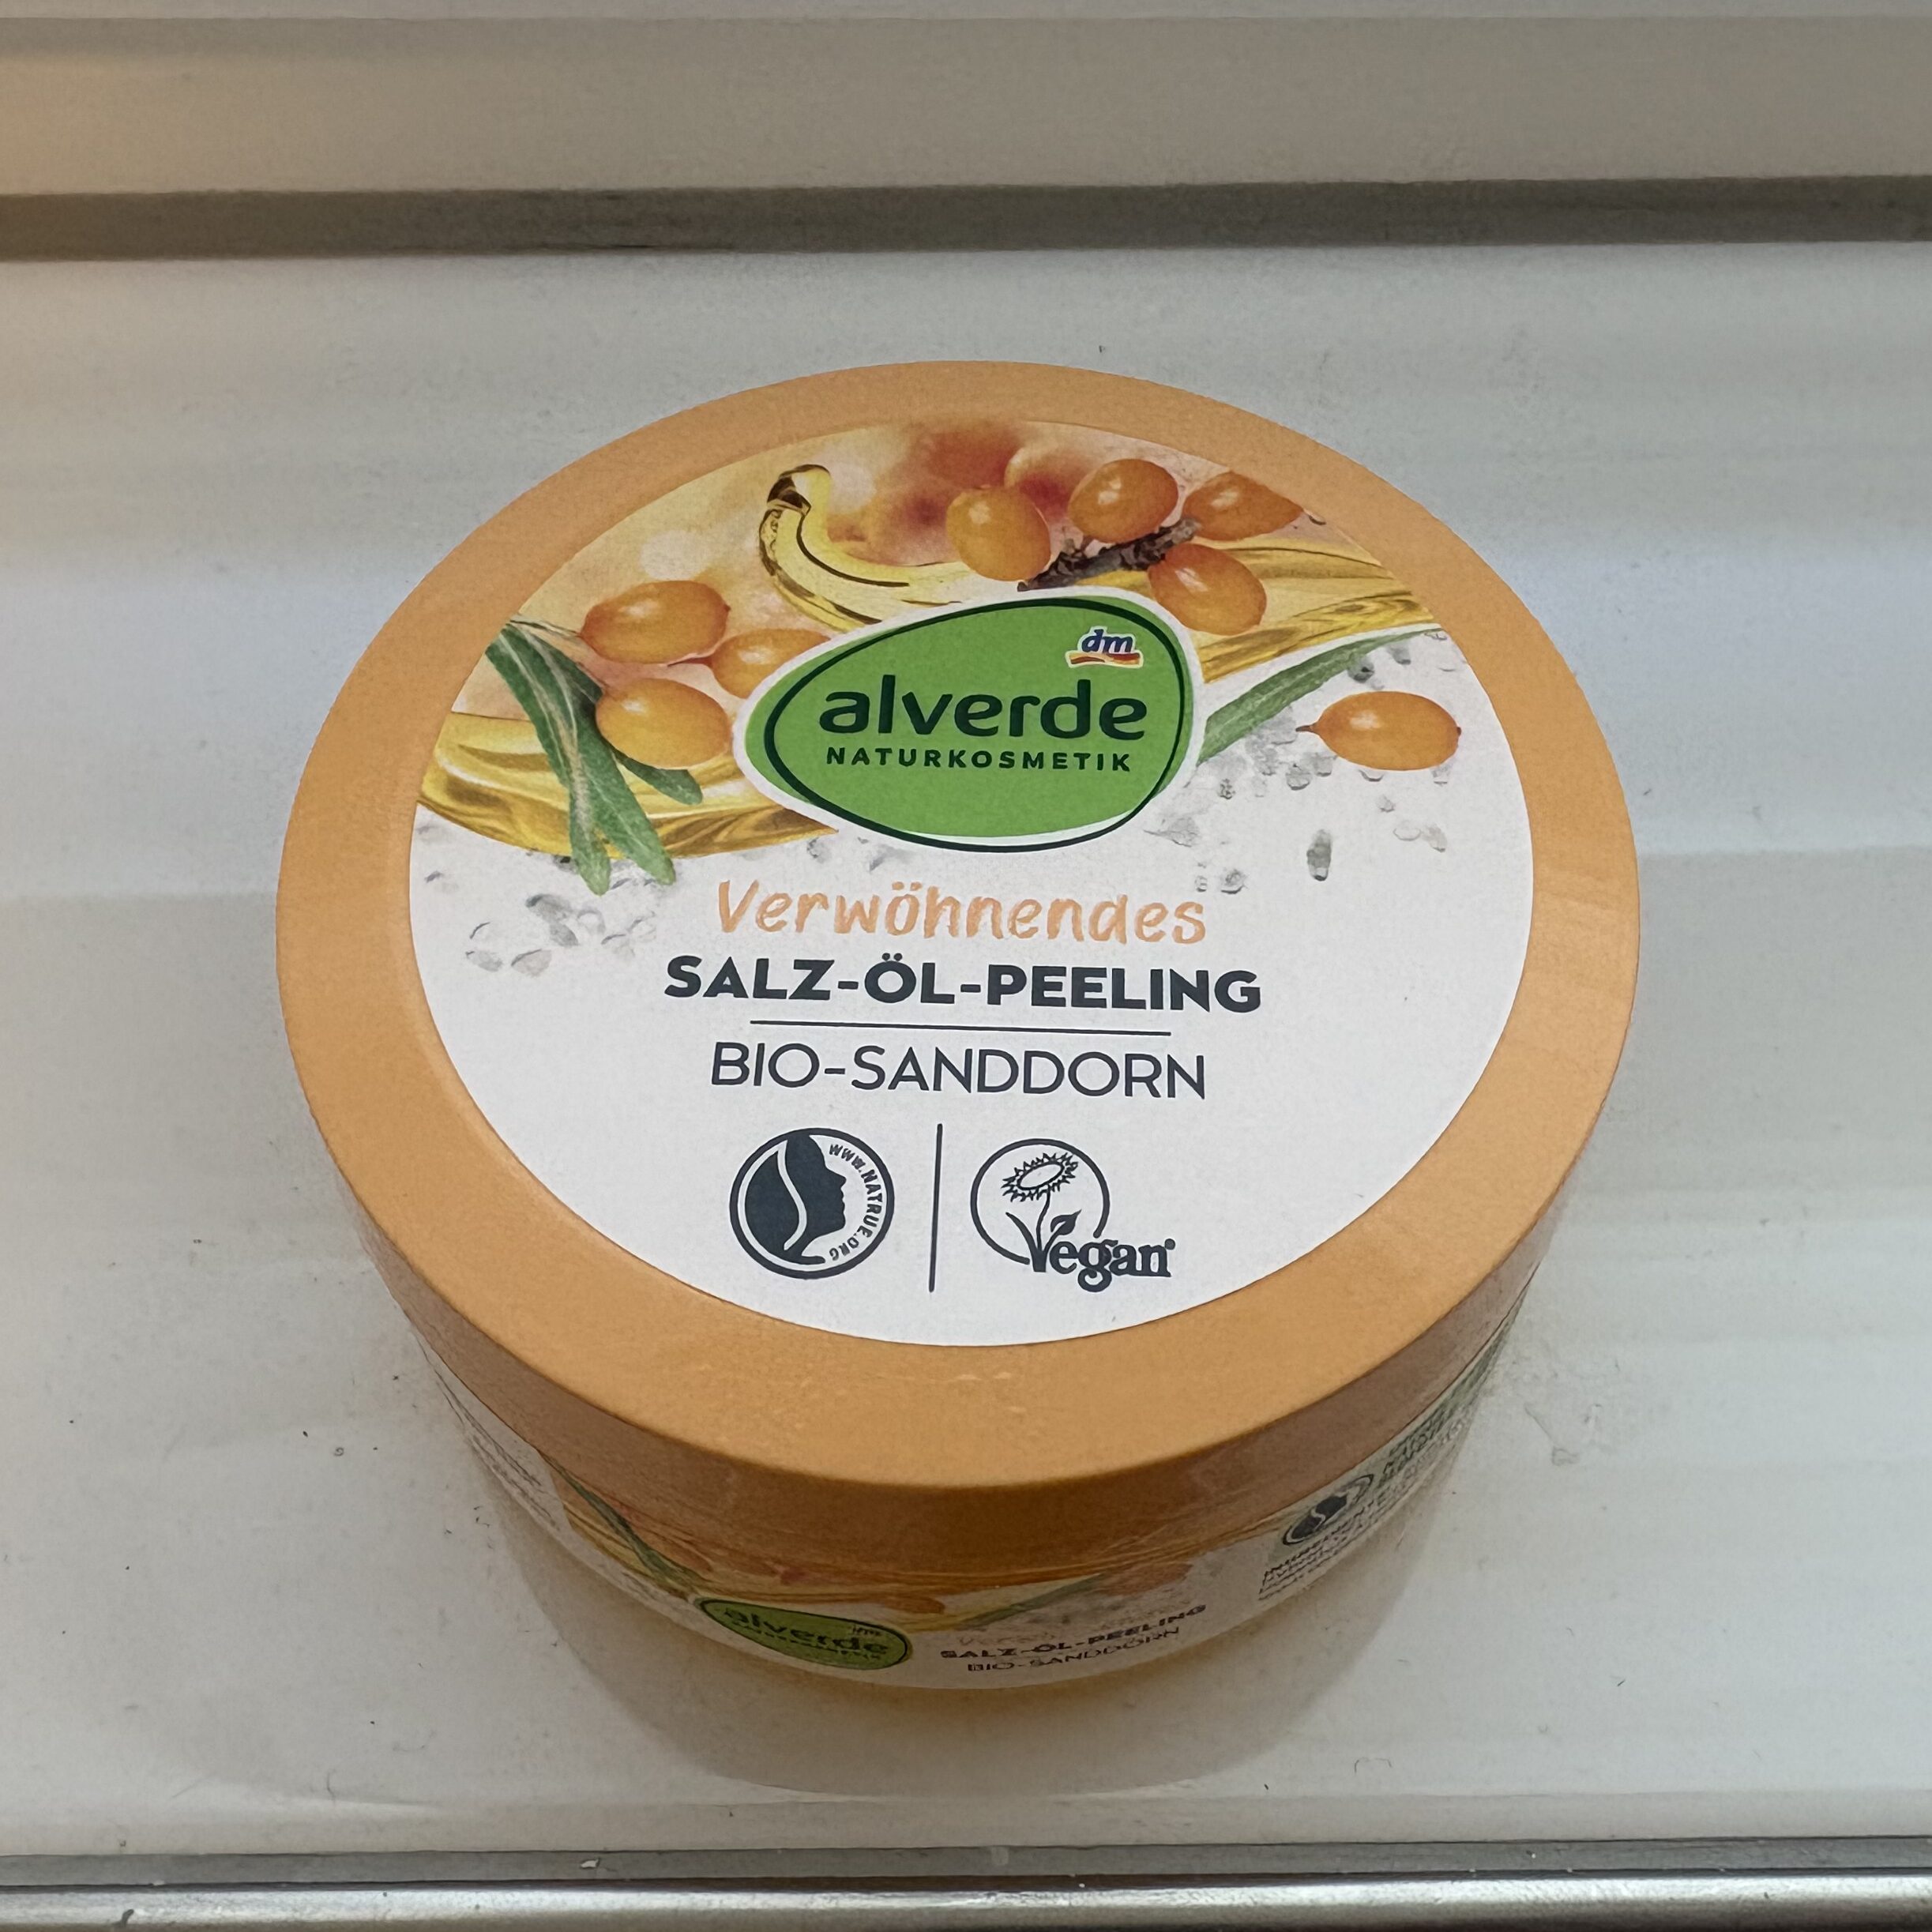 dm
alverde
NATURKOSMETIK
Verwöhnendes
SALZ-ÖL-PEELING
BIO-SANDDORN
WWW.NATRUE.ORG
Vegan
alverde
SALZ-ÖL-PEELING
BIO-SANDDORN